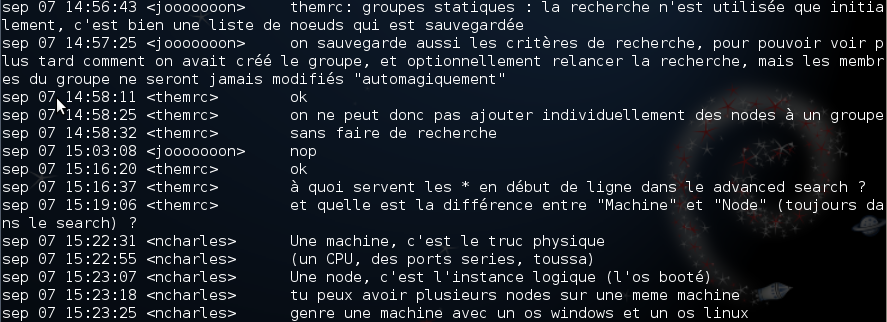 sep 07 14:56:43 <jooooooon>     themrc: groupes statiques : la recherche n'est utilisée que initia
lement, c'est bien une liste de noeuds qui est sauvegardée
sep 07 14:57:25 <jooooooon>     on sauvegarde aussi les critères de recherche, pour pouvoir voir p
lus tard comment on avait créé le groupe, et optionnellement relancer la recherche, mais les membr
es du groupe ne seront jamais modifiés "automagiquement"
sep 07 14:58:11 <themrc>        ok
sep 07 14:58:25 <themrc>        on ne peut donc pas ajouter individuellement des nodes à un groupe
sep 07 14:58:32 <themrc>        sans faire de recherche
sep 07 15:03:08 <jooooooon>     nop
sep 07 15:16:20 <themrc>        ok
sep 07 15:16:37 <themrc>        à quoi servent les * en début de ligne dans le advanced search ?
sep 07 15:19:06 <themrc>        et quelle est la différence entre "Machine" et "Node" (toujours da
ns le search) ?
sep 07 15:22:31 <ncharles>      Une machine, c'est le truc physique
sep 07 15:22:55 <ncharles>      (un CPU, des ports series, toussa)
sep 07 15:23:07 <ncharles>      Une node, c'est l'instance logique (l'os booté)
sep 07 15:23:18 <ncharles>      tu peux avoir plusieurs nodes sur une meme machine
sep 07 15:23:25 <ncharles>      genre une machine avec un os windows et un os linux